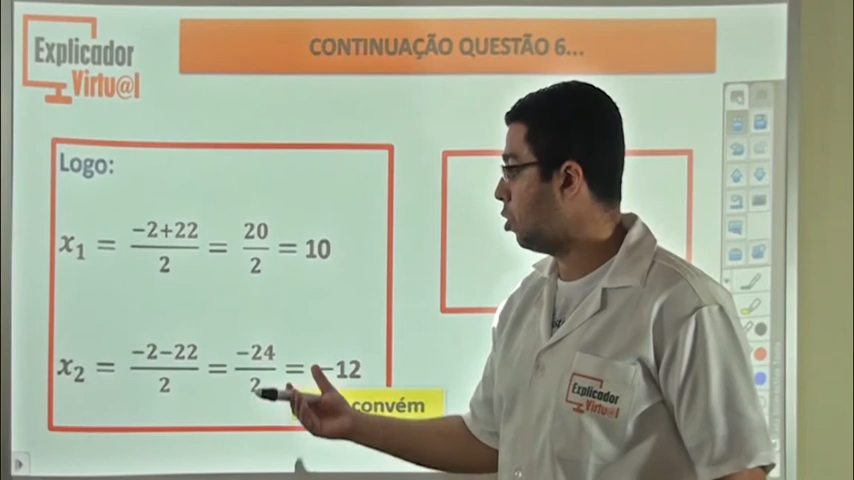 Explicador
Virtu@l
CONTINUAÇÃO QUESTÃO 6...
Logo:
x₁ = (−2+22)/2 = 20/2 = 10
x₂ = (−2−22)/2 = −24/2 = −12
convém
Explicador
Virtu@l